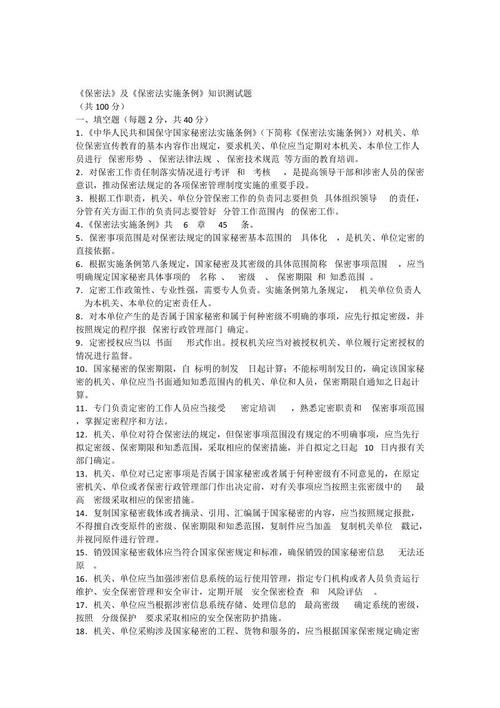 《保密法》及《保密法实施条例》知识测试题
（共 100 分）
一、填空题（每题 2 分，共 40 分）
1.《中华人民共和国保守国家秘密法实施条例》（下简称《保密法实施条例》）对机关、单
位保密宣传教育的基本内容作出规定，要求机关、单位应当定期对本机关、本单位工作人
员进行 保密形势 、 保密法律法规 、 保密技术规范 等方面的教育培训。
2．对保密工作责任制落实情况进行考评 和 考核 ，是提高领导干部和涉密人员的保密
意识，推动保密法规定的各项保密管理制度实施的重要手段。
3．根据工作职责，机关、单位分管保密工作的负责同志要担负 具体组织领导 的责任，
分管有关方面工作的负责同志要管好 分管工作范围内 的保密工作。
4.《保密法实施条例》共 6 章 45 条。
5．保密事项范围是对保密法规定的国家秘密基本范围的 具体化 ，是机关、单位定密的
直接依据。
6．根据实施条例第八条规定，国家秘密及其密级的具体范围简称 保密事项范围 ，应当
明确规定国家秘密具体事项的 名称 、 密级 、 保密期限 和 知悉范围 。
7．定密工作政策性、专业性强，需要专人负责。实施条例第九条规定， 机关单位负责人
为本机关、本单位的定密责任人。
8．对本单位产生的是否属于国家秘密和属于何种密级不明确的事项，应先行拟定密级，并
按照规定的程序报 保密行政管理部门 确定。
9．定密授权应当以 书面 形式作出。授权机关应当对被授权机关、单位履行定密授权的
情况进行监督。
10．国家秘密的保密期限，自 标明的制发 日起计算；不能标明制发日的，确定该国家秘
密的机关、单位应当书面通知知悉范围内的机关、单位和人员，保密期限自通知之日起计
算。
11．专门负责定密的工作人员应当接受 密定培训 ，熟悉定密职责和 保密事项范围
，掌握定密程序和方法。
12．机关、单位对符合保密法的规定，但保密事项范围没有规定的不明确事项，应当先行
拟定密级、保密期限和知悉范围，采取相应的保密措施，并自拟定之日起 10 日内报有关
部门确定。
13．机关、单位对已定密事项是否属于国家秘密或者属于何种密级有不同意见的，在原定
密机关、单位或者保密行政管理部门作出决定前，对有关事项应当按照主张密级中的 最
高 密级采取相应的保密措施。
14．复制国家秘密载体或者摘录、引用、汇编属于国家秘密的内容，应当按照规定报批，
不得擅自改变原件的密级、保密期限和知悉范围，复制件应当加盖 复制机关单位 戳记，
并视同原件进行管理。
15．销毁国家秘密载体应当符合国家保密规定和标准，确保销毁的国家秘密信息 无法还
原 。
16．机关、单位应当加强涉密信息系统的运行使用管理，指定专门机构或者人员负责运行
维护、安全保密管理和安全审计，定期开展 安全保密检查 和 风险评估 。
17．机关、单位应当根据涉密信息系统存储、处理信息的 最高密级 确定系统的密级，
按照 分级保护 要求采取相应的安全保密防护措施。
18．机关、单位采购涉及国家秘密的工程、货物和服务的，应当根据国家保密规定确定密